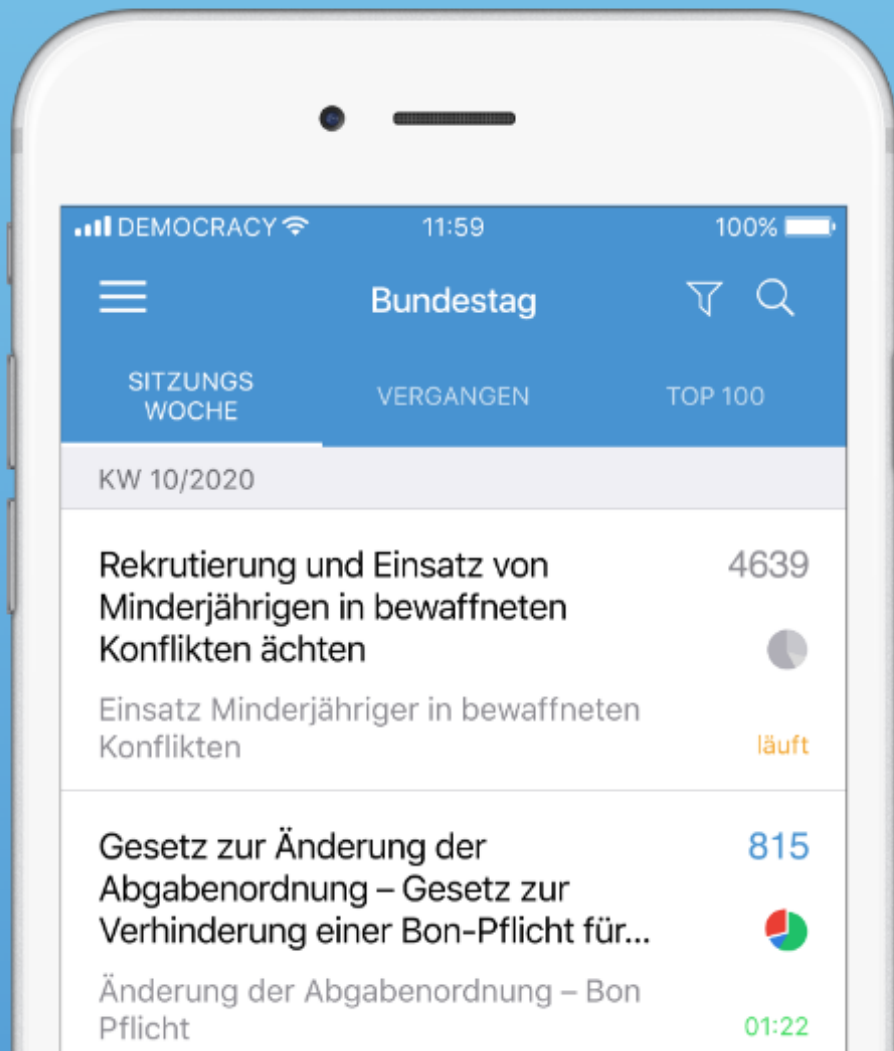 DEMOCRACY 11:59 100%
Bundestag
SITZUNGS
WOCHE
VERGANGEN
TOP 100
KW 10/2020
Rekrutierung und Einsatz von
Minderjährigen in bewaffneten
Konflikten ächten
4639
Einsatz Minderjähriger in bewaffneten
Konflikten
läuft
Gesetz zur Änderung der
Abgabenordnung – Gesetz zur
Verhinderung einer Bon-Pflicht für...
815
Änderung der Abgabenordnung – Bon
Pflicht
01:22